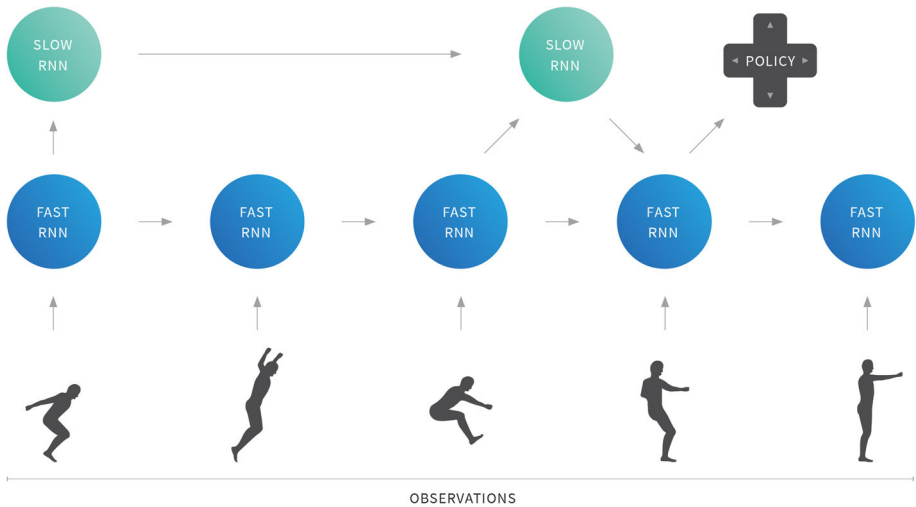 SLOW
RNN
SLOW
RNN
POLICY
FAST
RNN
FAST
RNN
FAST
RNN
FAST
RNN
FAST
RNN
OBSERVATIONS